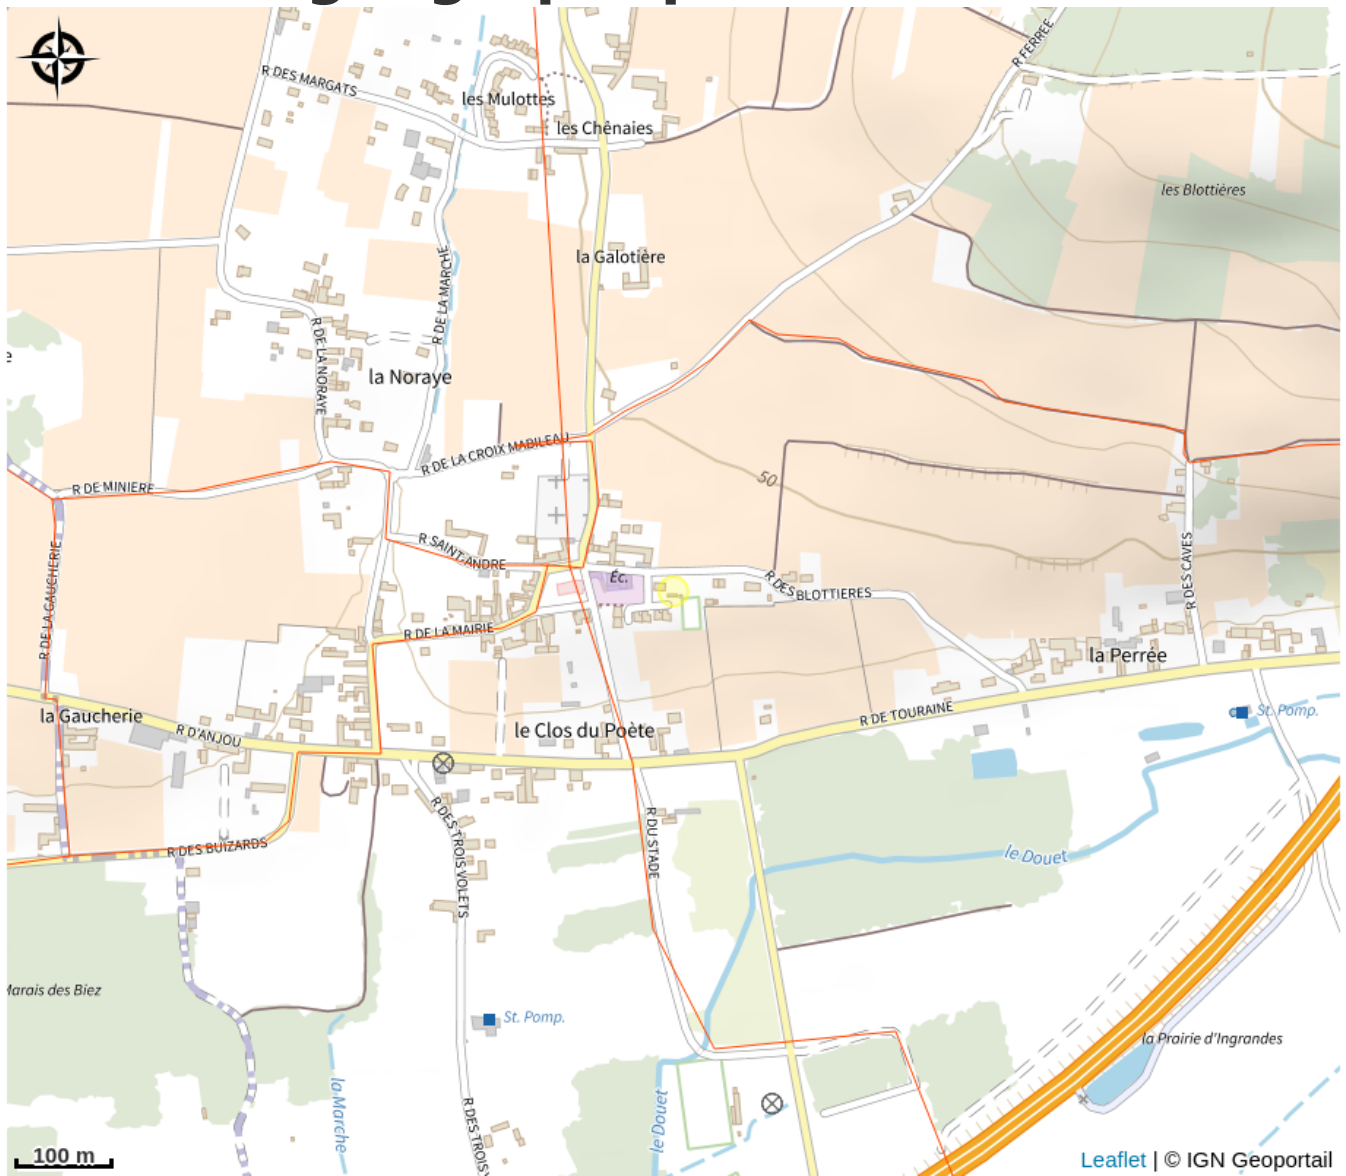 R FERREE
R DES MARGATS
les Mulottes
les Chênaies
les Blottières
la Galotière
R DE LA MARCHE
R DE LA NORAYE
la Noraye
R DE LA CROIX MABILEAU
R DE MINIERE
50
R SAINT-ANDRE
R DE LA GAUCHERIE
Éc.
R DES BLOTTIERES
R DES CAVES
R DE LA MAIRIE
la Perrée
la Gaucherie
R D'ANJOU
le Clos du Poète
R DE TOURAINE
St. Pomp.
R DES TROIS VOLETS
R DU STADE
R DES BUIZARDS
le Douet
Marais des Biez
St. Pomp.
la Prairie d'Ingrandes
la Marche
le Douet
R DES TROIS V
100 m
Leaflet | © IGN Geoportail